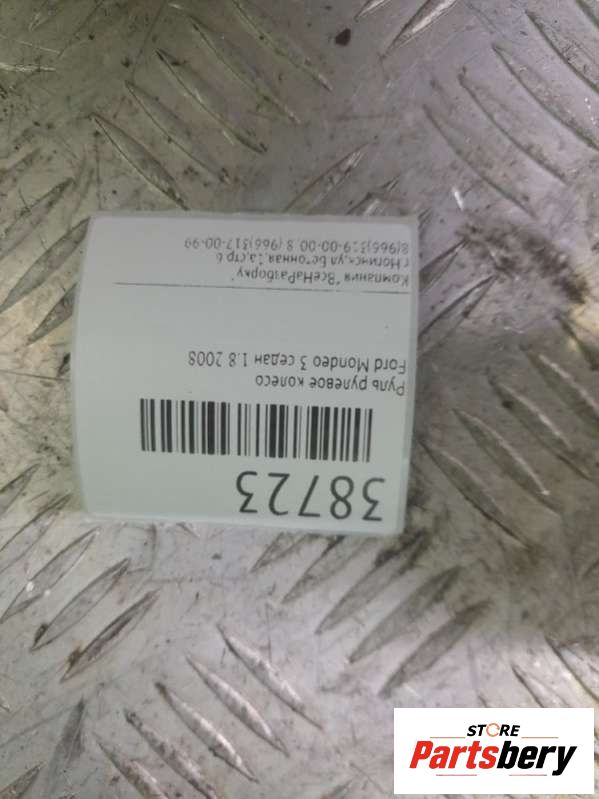 38723
Руль рулевое колесо
Ford Mondeo 3 седан 1.8 2008
Компания "ВсеНаРазборку"
г.Ногинск,ул.Бетонная,1а,стр 6
8(966)319-00-00, 8 (966)317-00-99
STORE
Partsbery